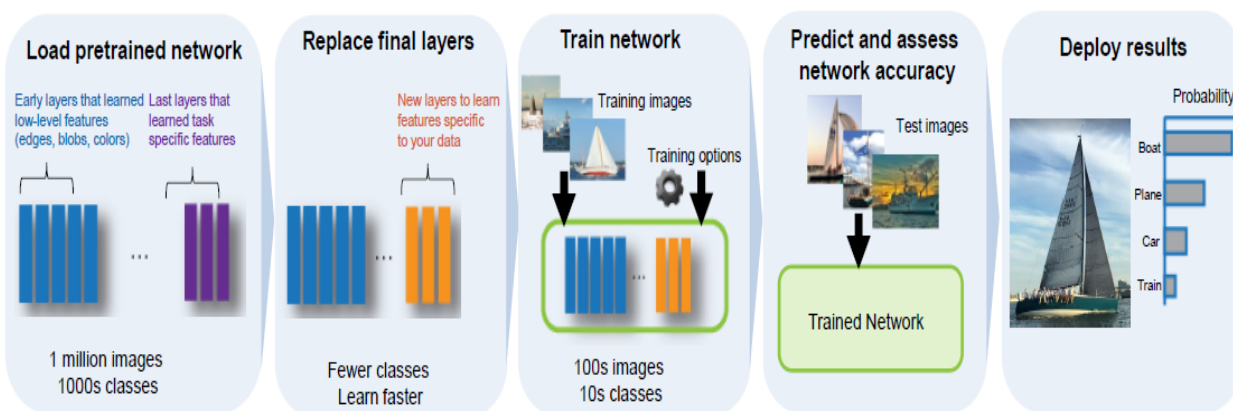 Load pretrained network
Early layers that learned
low-level features
(edges, blobs, colors)
Last layers that
learned task
specific features
...
1 million images
1000s classes
Replace final layers
New layers to learn
features specific
to your data
...
Fewer classes
Learn faster
Train network
Training images
Training options
...
100s images
10s classes
Predict and assess
network accuracy
Test images
Trained Network
Deploy results
Probability
Boat
Plane
Car
Train